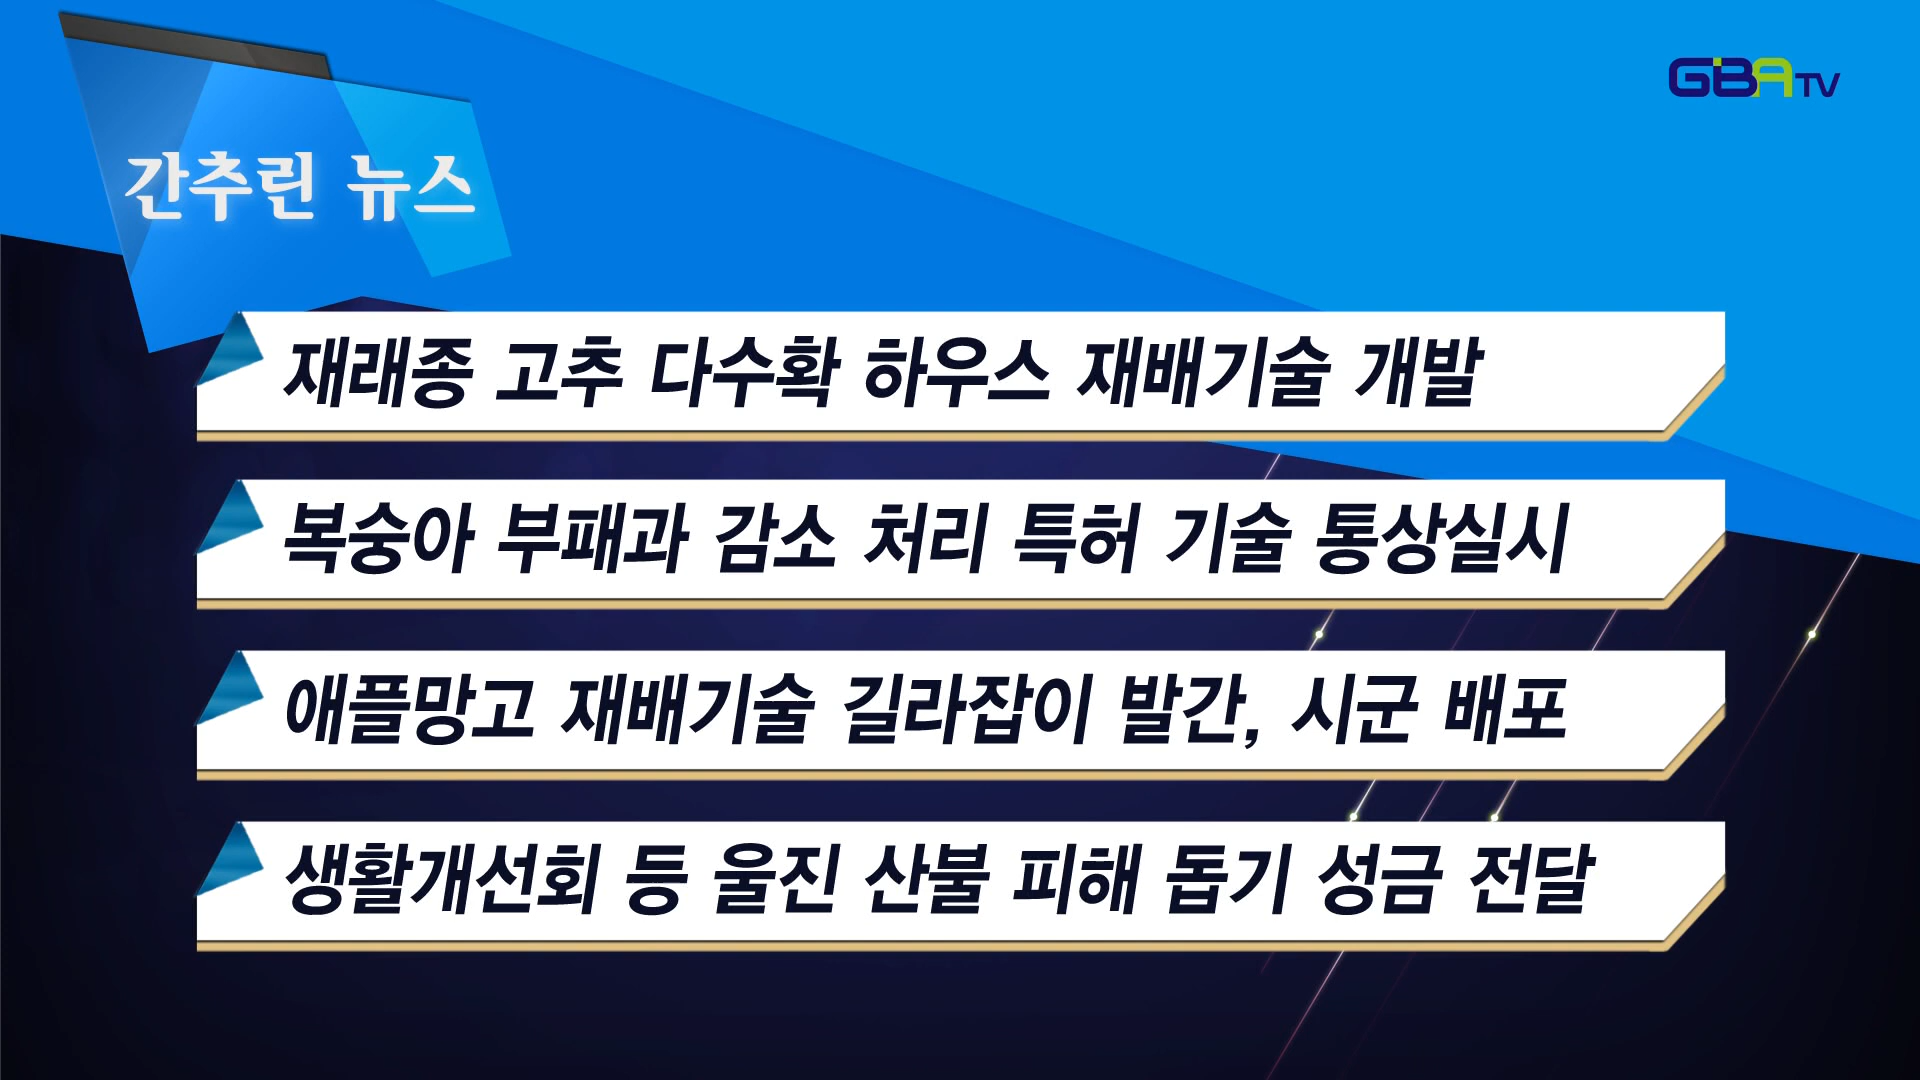 GBATV
간추린 뉴스
재래종 고추 다수확 하우스 재배기술 개발
복숭아 부패과 감소 처리 특허 기술 통상실시
애플망고 재배기술 길라잡이 발간, 시군 배포
생활개선회 등 울진 산불 피해 돕기 성금 전달